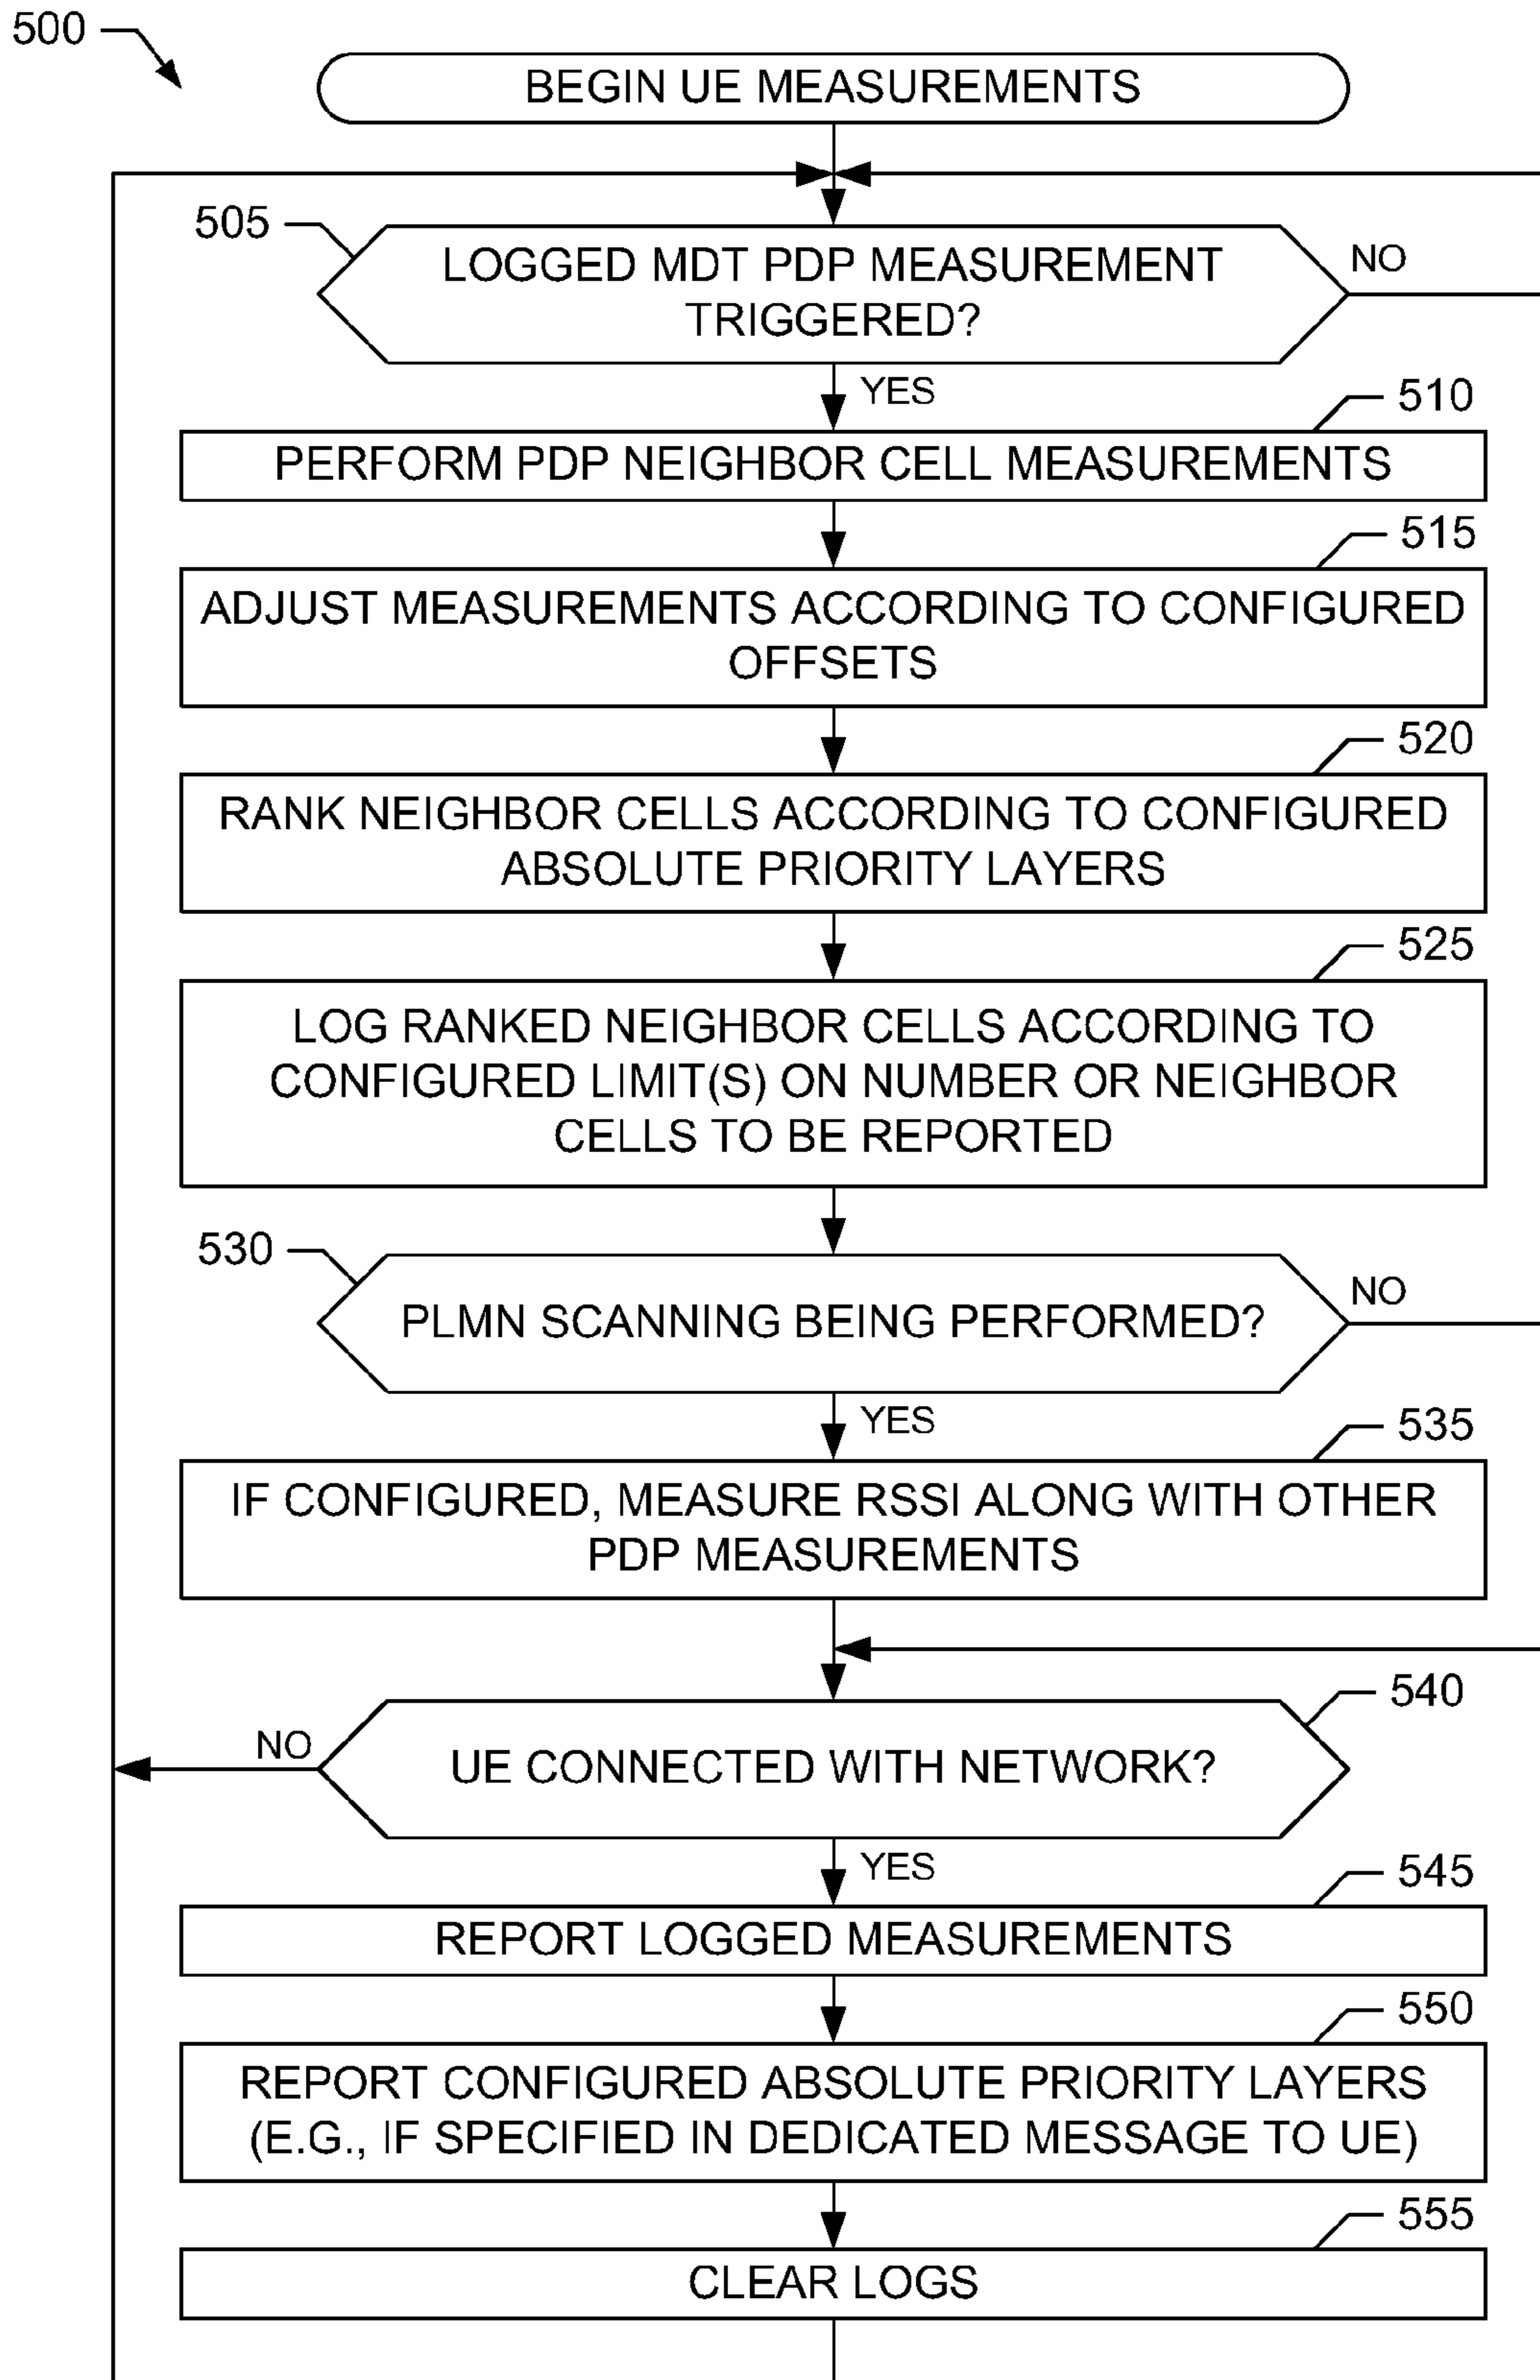 500
BEGIN UE MEASUREMENTS
505
LOGGED MDT PDP MEASUREMENT
TRIGGERED?
NO
YES
510
PERFORM PDP NEIGHBOR CELL MEASUREMENTS
515
ADJUST MEASUREMENTS ACCORDING TO CONFIGURED
OFFSETS
520
RANK NEIGHBOR CELLS ACCORDING TO CONFIGURED
ABSOLUTE PRIORITY LAYERS
525
LOG RANKED NEIGHBOR CELLS ACCORDING TO
CONFIGURED LIMIT(S) ON NUMBER OR NEIGHBOR
CELLS TO BE REPORTED
530
PLMN SCANNING BEING PERFORMED?
NO
YES
535
IF CONFIGURED, MEASURE RSSI ALONG WITH OTHER
PDP MEASUREMENTS
540
NO
UE CONNECTED WITH NETWORK?
YES
545
REPORT LOGGED MEASUREMENTS
550
REPORT CONFIGURED ABSOLUTE PRIORITY LAYERS
(E.G., IF SPECIFIED IN DEDICATED MESSAGE TO UE)
555
CLEAR LOGS